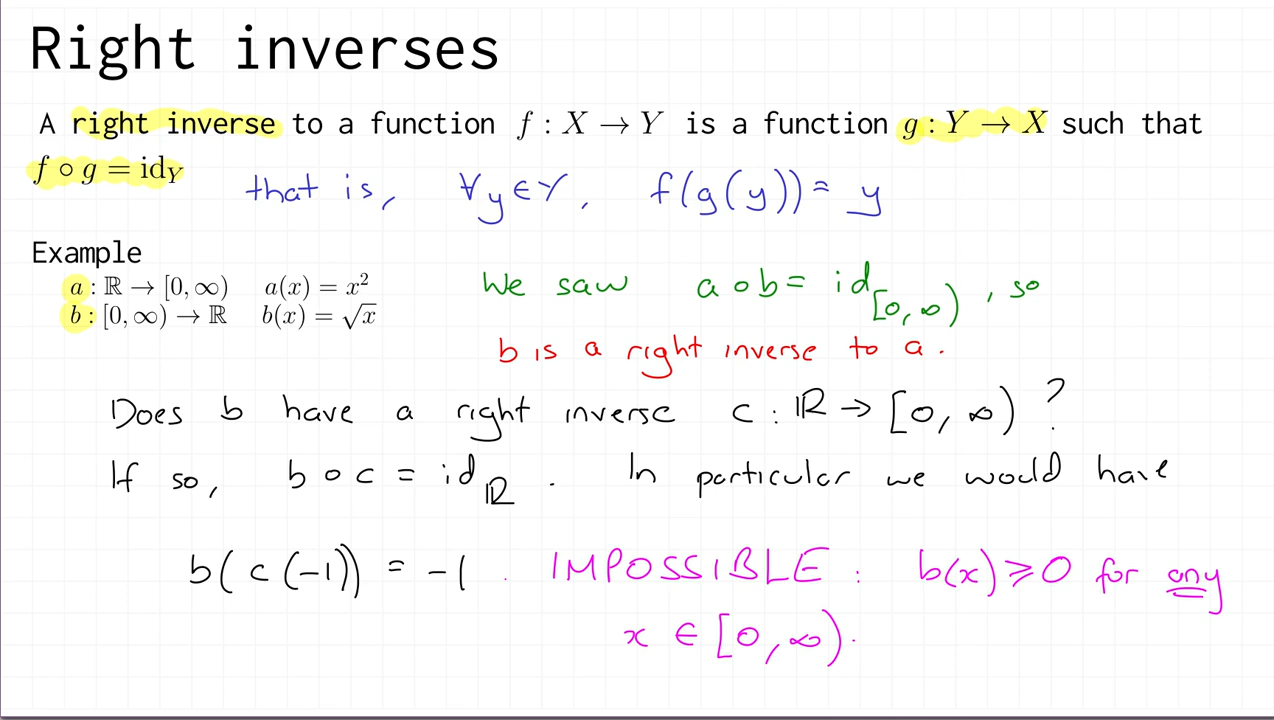 Right inverses
A right inverse to a function f : X → Y is a function g : Y → X such that
f ∘ g = id_Y
that is, ∀y ∈ Y, f(g(y)) = y
Example
a : ℝ → [0, ∞) a(x) = x²
b : [0, ∞) → ℝ b(x) = √x
We saw a ∘ b = id_[0, ∞), so
b is a right inverse to a.
Does b have a right inverse c : ℝ → [0, ∞) ?
If so, b ∘ c = id_ℝ. In particular we would have
b(c(-1)) = -1. IMPOSSIBLE: b(x) ⩾ 0 for any
x ∈ [0, ∞).